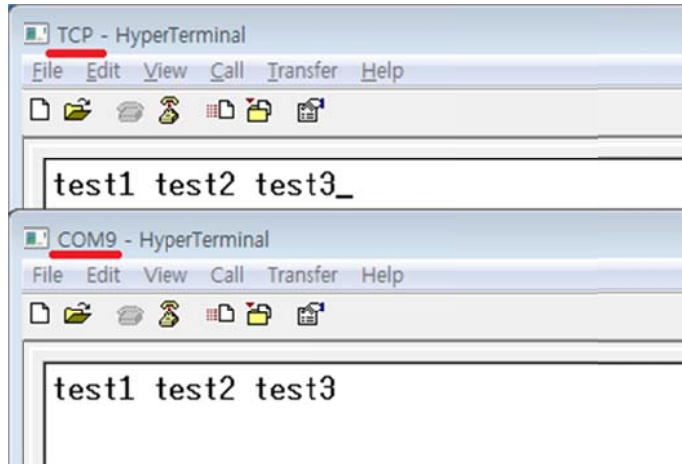 TCP - HyperTerminal
File Edit View Call Transfer Help
test1 test2 test3_
COM9 - HyperTerminal
File Edit View Call Transfer Help
test1 test2 test3